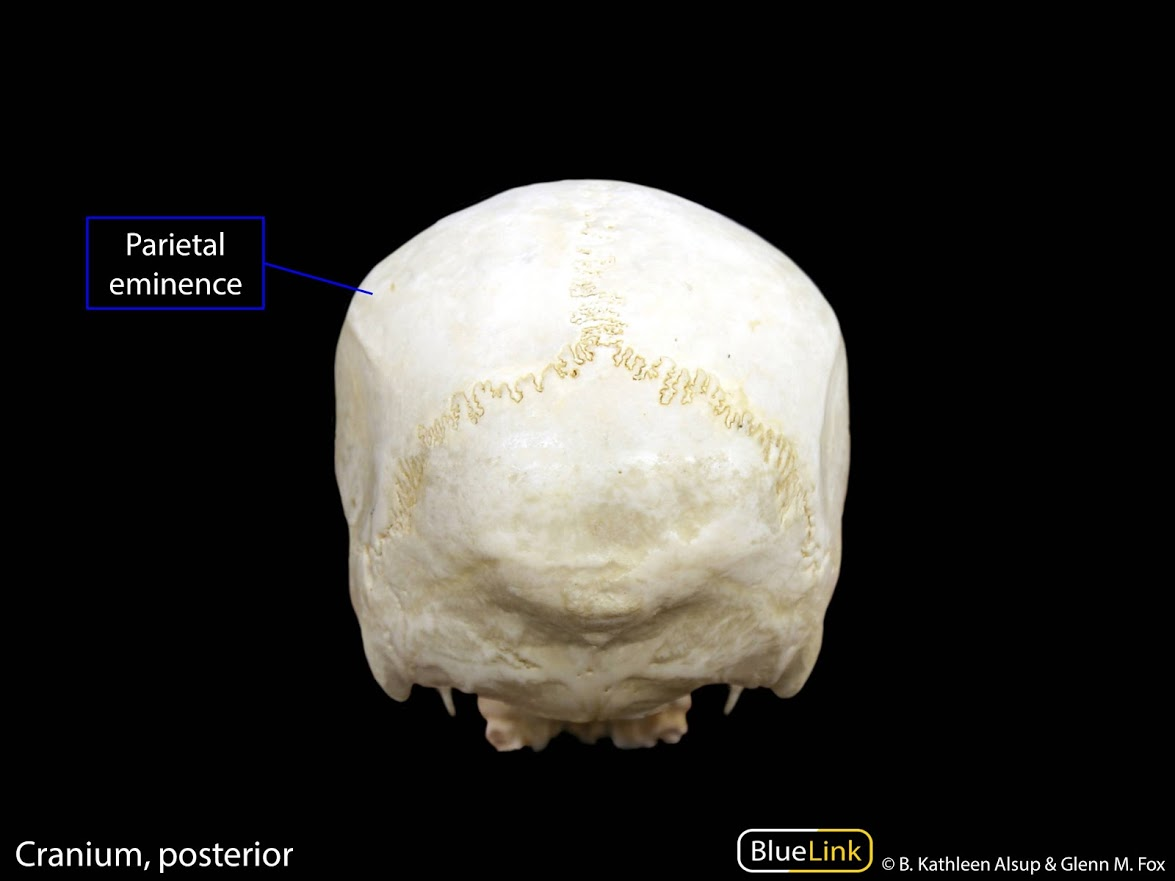 Parietal
eminence
Cranium, posterior
BlueLink
© B. Kathleen Alsup & Glenn M. Fox